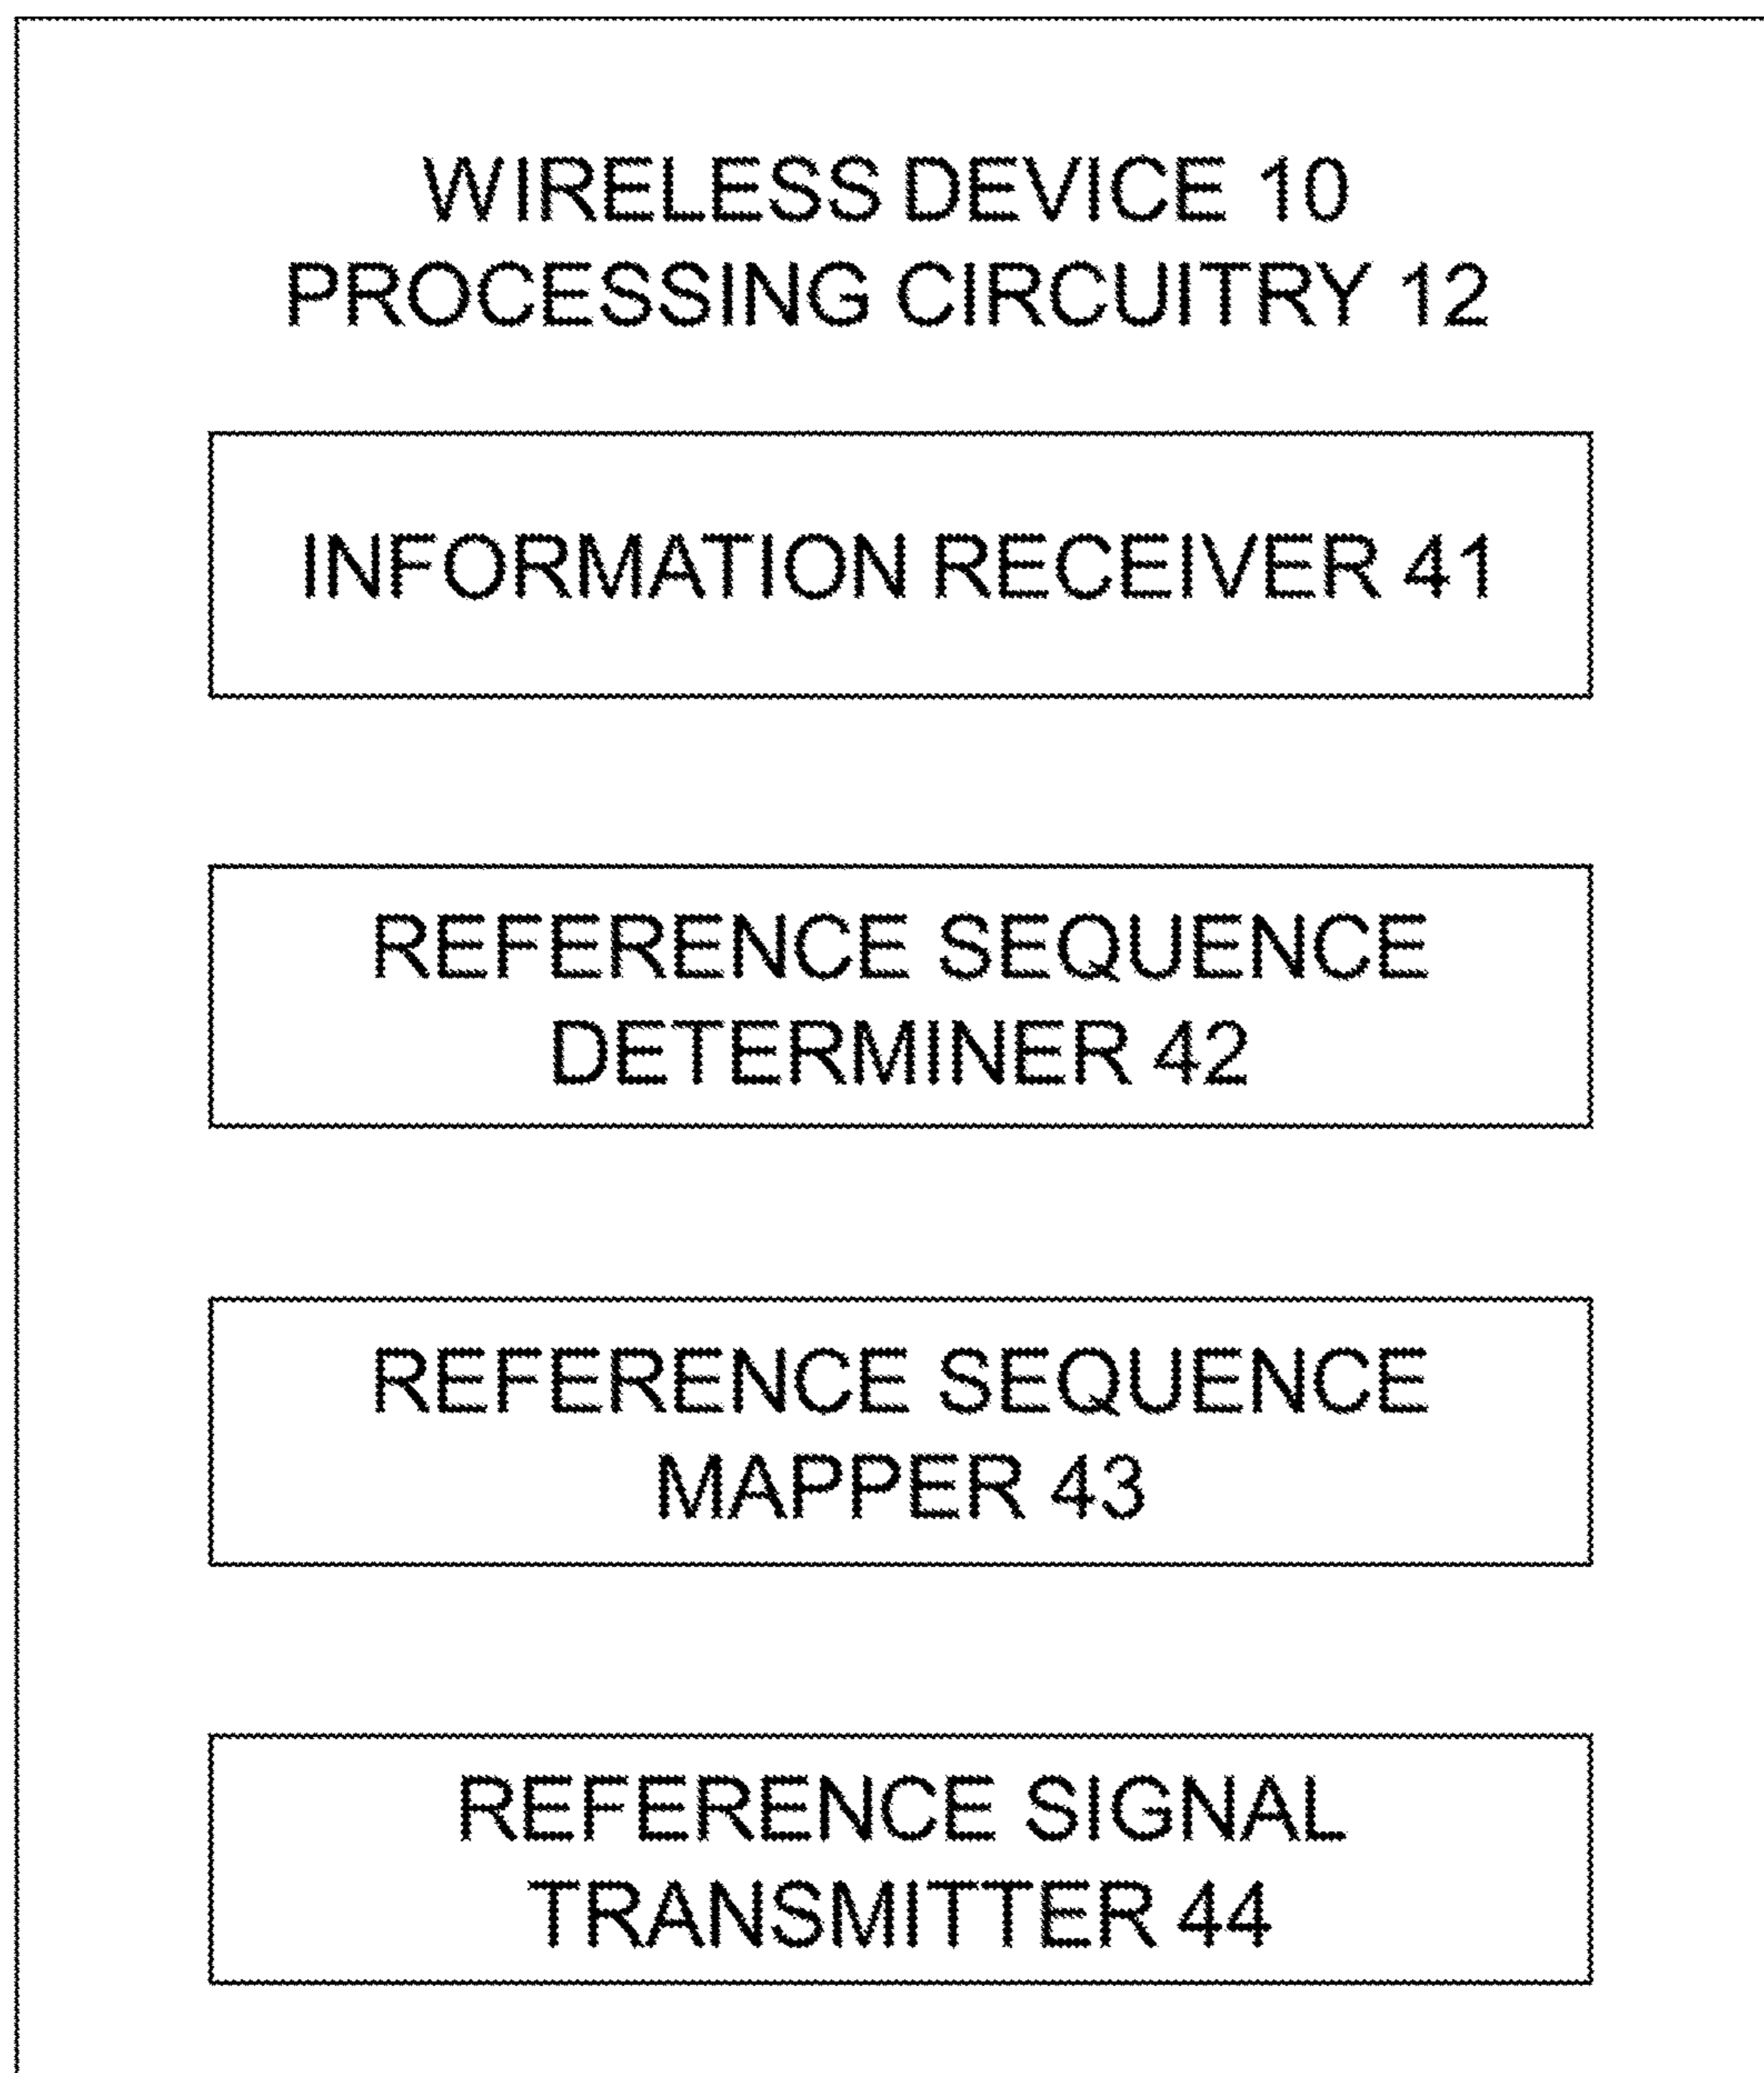 WIRELESS DEVICE 10
PROCESSING CIRCUITRY 12
INFORMATION RECEIVER 41
REFERENCE SEQUENCE
DETERMINER 42
REFERENCE SEQUENCE
MAPPER 43
REFERENCE SIGNAL
TRANSMITTER 44